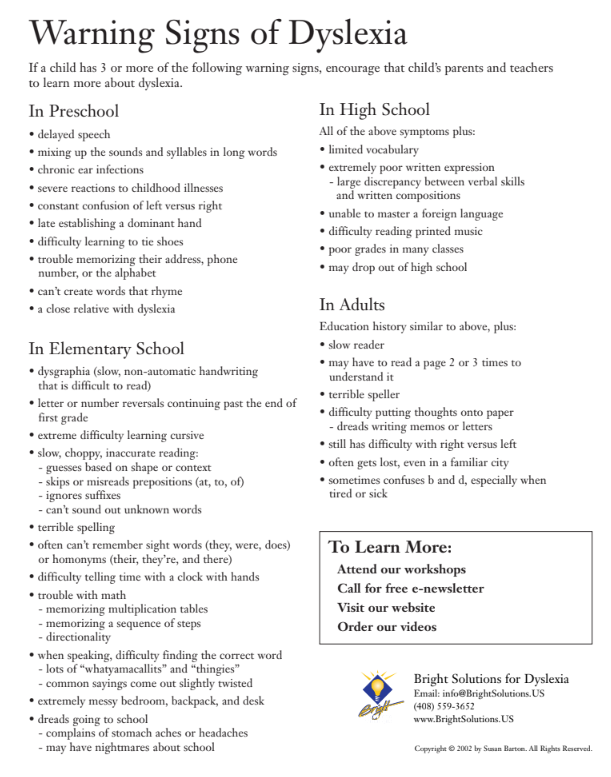 Warning Signs of Dyslexia
If a child has 3 or more of the following warning signs, encourage that child's parents and teachers
to learn more about dyslexia.
In Preschool
• delayed speech
• mixing up the sounds and syllables in long words
• chronic ear infections
• severe reactions to childhood illnesses
• constant confusion of left versus right
• late establishing a dominant hand
• difficulty learning to tie shoes
• trouble memorizing their address, phone
number, or the alphabet
• can't create words that rhyme
• a close relative with dyslexia
In Elementary School
• dysgraphia (slow, non-automatic handwriting
that is difficult to read)
• letter or number reversals continuing past the end of
first grade
• extreme difficulty learning cursive
• slow, choppy, inaccurate reading:
- guesses based on shape or context
- skips or misreads prepositions (at, to, of)
- ignores suffixes
- can't sound out unknown words
• terrible spelling
• often can't remember sight words (they, were, does)
or homonyms (their, they're, and there)
• difficulty telling time with a clock with hands
• trouble with math
- memorizing multiplication tables
- memorizing a sequence of steps
- directionality
• when speaking, difficulty finding the correct word
- lots of "whatyamacallits" and "thingies"
- common sayings come out slightly twisted
• extremely messy bedroom, backpack, and desk
• dreads going to school
- complains of stomach aches or headaches
- may have nightmares about school
In High School
All of the above symptoms plus:
• limited vocabulary
• extremely poor written expression
- large discrepancy between verbal skills
and written compositions
• unable to master a foreign language
• difficulty reading printed music
• poor grades in many classes
• may drop out of high school
In Adults
Education history similar to above, plus:
• slow reader
• may have to read a page 2 or 3 times to
understand it
• terrible speller
• difficulty putting thoughts onto paper
- dreads writing memos or letters
• still has difficulty with right versus left
• often gets lost, even in a familiar city
• sometimes confuses b and d, especially when
tired or sick
To Learn More:
Attend our workshops
Call for free e-newsletter
Visit our website
Order our videos
Bright
Bright Solutions for Dyslexia
Email: info@BrightSolutions.US
(408) 559-3652
www.BrightSolutions.US
Copyright © 2002 by Susan Barton. All Rights Reserved.